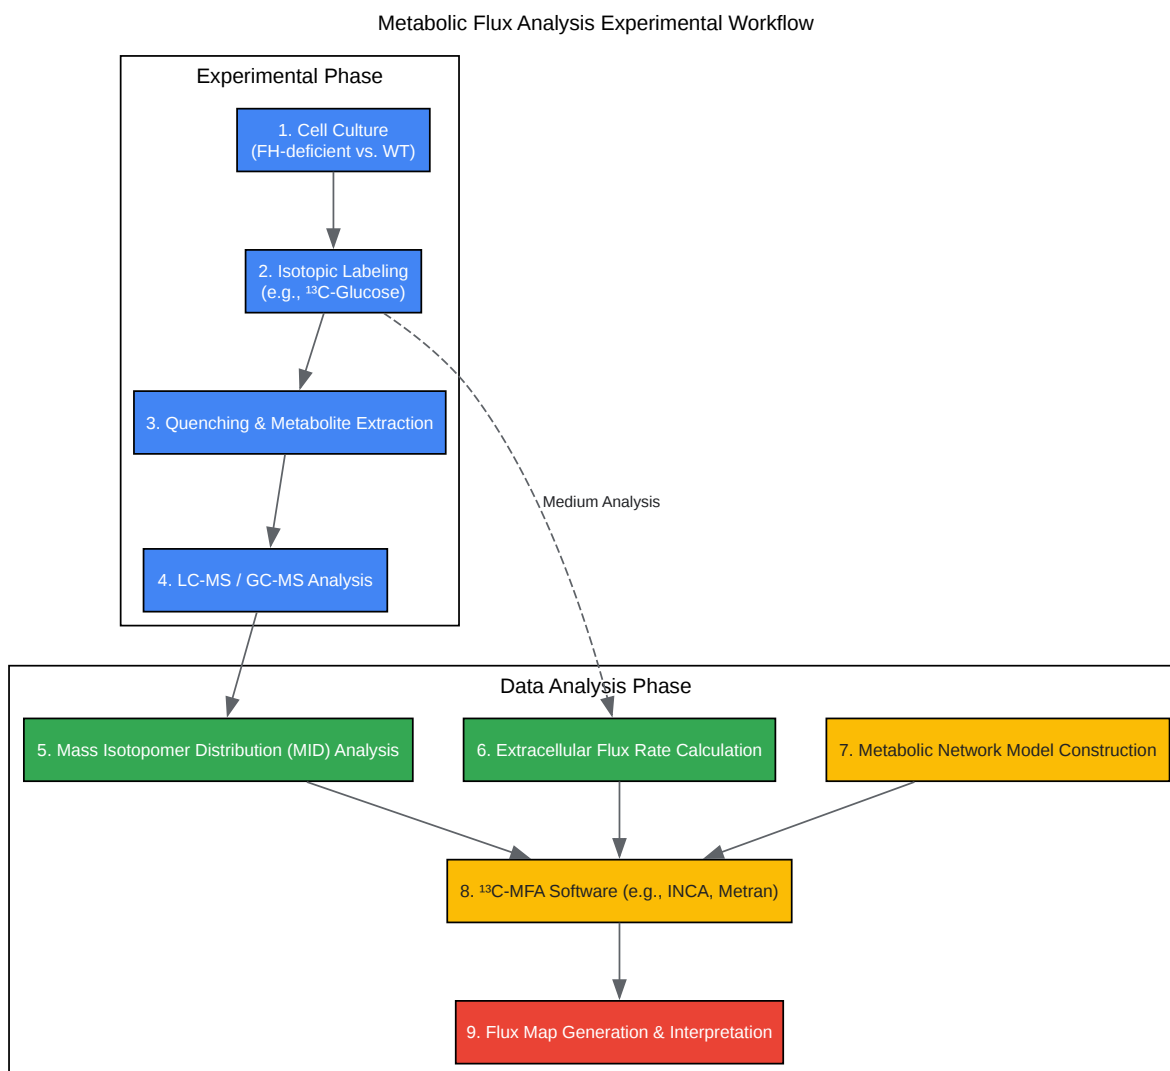 Metabolic Flux Analysis Experimental Workflow
Experimental Phase
1. Cell Culture
(FH-deficient vs. WT)
2. Isotopic Labeling
(e.g., ¹³C-Glucose)
3. Quenching & Metabolite Extraction
Medium Analysis
4. LC-MS / GC-MS Analysis
Data Analysis Phase
5. Mass Isotopomer Distribution (MID) Analysis
6. Extracellular Flux Rate Calculation
7. Metabolic Network Model Construction
8. ¹³C-MFA Software (e.g., INCA, Metran)
9. Flux Map Generation & Interpretation